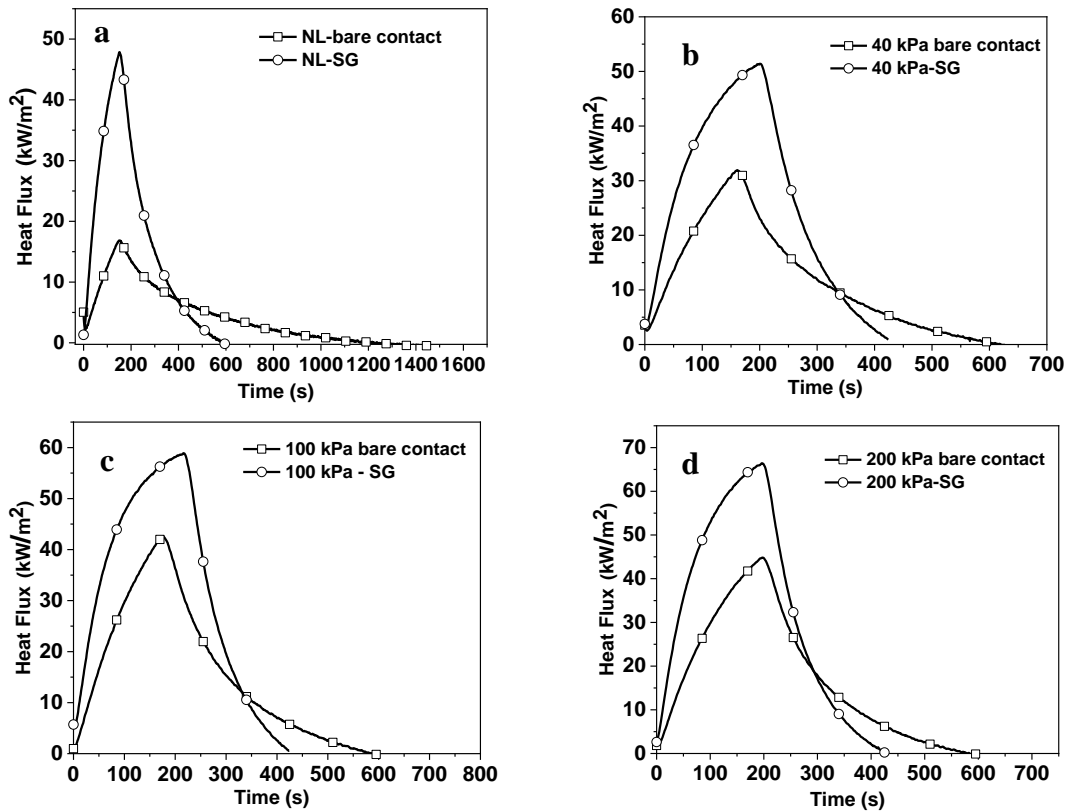 a
NL-bare contact
NL-SG
50
40
30
20
10
0
Heat Flux (kW/m²)
0 200 400 600 800 1000 1200 1400 1600
Time (s)
b
40 kPa bare contact
40 kPa-SG
60
50
40
30
20
10
0
Heat Flux (kW/m²)
0 100 200 300 400 500 600 700
Time (s)
c
100 kPa bare contact
100 kPa - SG
60
50
40
30
20
10
0
Heat Flux (kW/m²)
0 100 200 300 400 500 600 700 800
Time (s)
d
200 kPa bare contact
200 kPa-SG
70
60
50
40
30
20
10
0
Heat Flux (kW/m²)
0 100 200 300 400 500 600 700
Time (s)